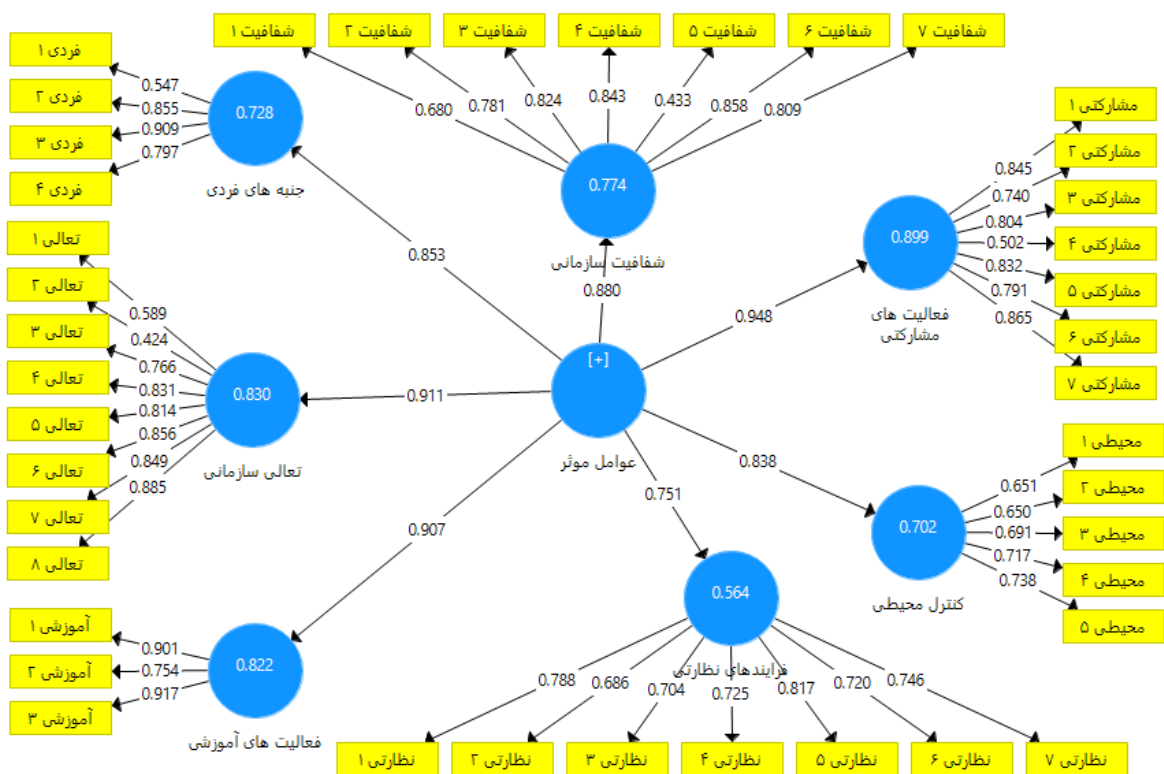 شفافیت ۱
شفافیت ۲
شفافیت ۳
شفافیت ۴
شفافیت ۵
شفافیت ۶
شفافیت ۷
0.680
0.781
0.824
0.843
0.433
0.858
0.809
0.774
شفافیت سازمانی
0.880
فردی ۱
فردی ۲
فردی ۳
فردی ۴
0.547
0.855
0.909
0.797
0.728
جنبه های فردی
0.853
مشارکتی ۱
مشارکتی ۲
مشارکتی ۳
مشارکتی ۴
مشارکتی ۵
مشارکتی ۶
مشارکتی ۷
0.845
0.740
0.804
0.502
0.832
0.791
0.865
0.899
فعالیت های
مشارکتی
0.948
تعالی ۱
تعالی ۲
تعالی ۳
تعالی ۴
تعالی ۵
تعالی ۶
تعالی ۷
تعالی ۸
0.589
0.424
0.766
0.831
0.814
0.856
0.849
0.885
0.830
تعالی سازمانی
0.911
[+]
عوامل موثر
محیطی ۱
محیطی ۲
محیطی ۳
محیطی ۴
محیطی ۵
0.651
0.650
0.691
0.717
0.738
0.702
کنترل محیطی
0.838
0.751
0.907
آموزشی ۱
آموزشی ۲
آموزشی ۳
0.901
0.754
0.917
0.822
فعالیت های آموزشی
0.564
فرایندهای نظارتی
0.788
0.686
0.704
0.725
0.817
0.720
0.746
نظارتی ۱
نظارتی ۲
نظارتی ۳
نظارتی ۴
نظارتی ۵
نظارتی ۶
نظارتی ۷